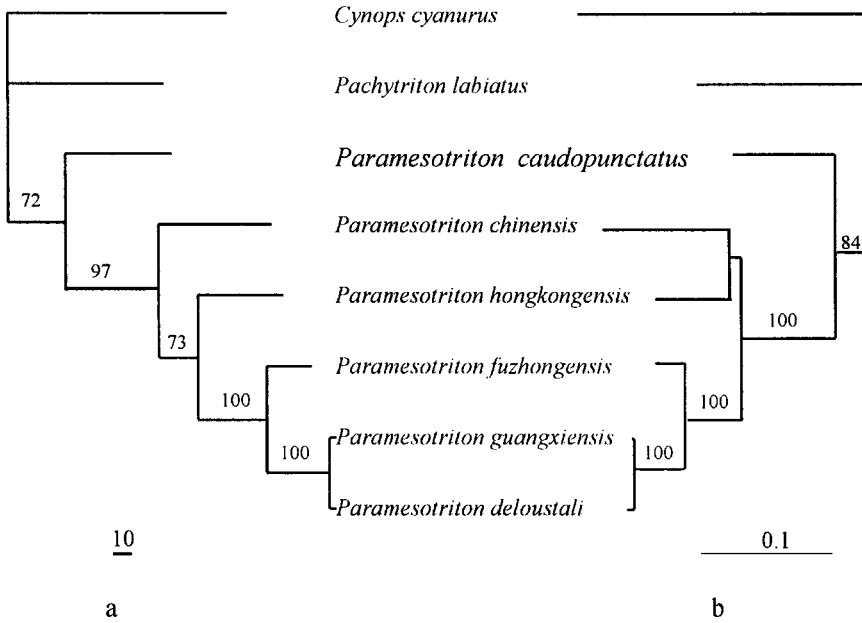 Cynops cyanurus
Pachytriton labiatus
Paramesotriton caudopunctatus
72
Paramesotriton chinensis
84
97
Paramesotriton hongkongensis
100
73
Paramesotriton fuzhongensis
100
100
Paramesotriton guangxiensis
100
100
Paramesotriton deloustali
10
0.1
a
b